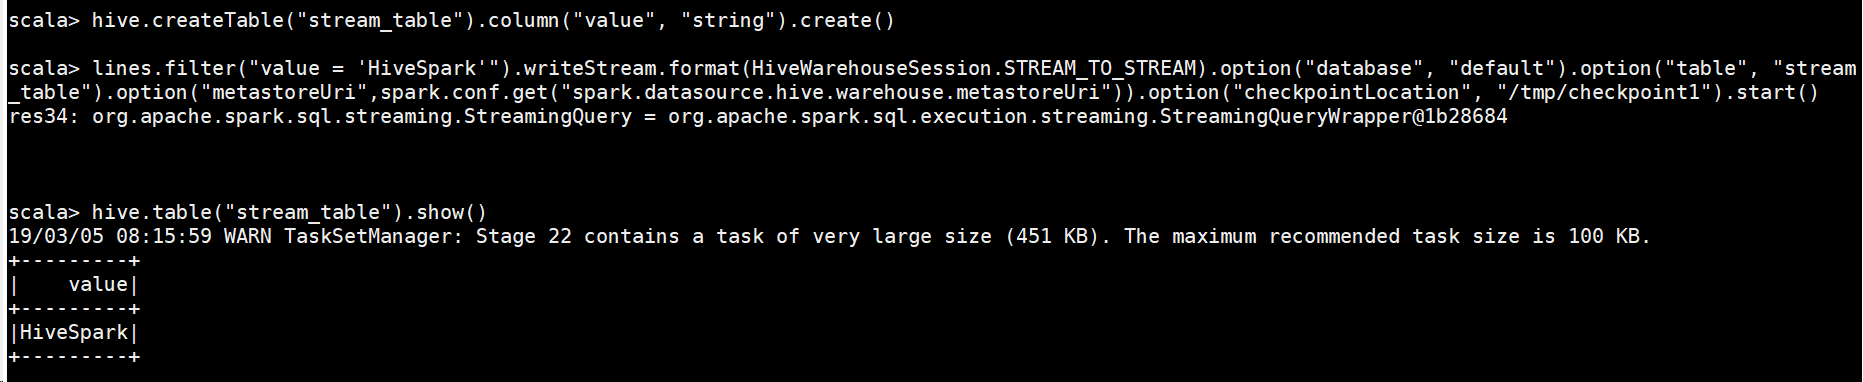 scala> hive.createTable("stream_table").column("value", "string").create()
scala> lines.filter("value = 'HiveSpark'").writeStream.format(HiveWarehouseSession.STREAM_TO_STREAM).option("database", "default").option("table", "stream
_table").option("metastoreUri",spark.conf.get("spark.datasource.hive.warehouse.metastoreUri")).option("checkpointLocation", "/tmp/checkpoint1").start()
res34: org.apache.spark.sql.streaming.StreamingQuery = org.apache.spark.sql.execution.streaming.StreamingQueryWrapper@1b28684
scala> hive.table("stream_table").show()
19/03/05 08:15:59 WARN TaskSetManager: Stage 22 contains a task of very large size (451 KB). The maximum recommended task size is 100 KB.
+---------+
|    value|
+---------+
|HiveSpark|
+---------+